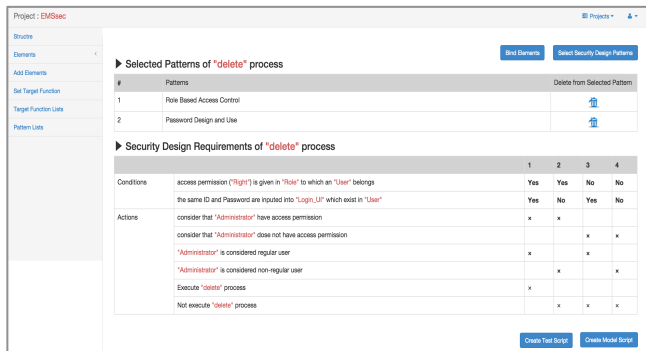 Project : EMSsec
Projects
Structre
Elements
Add Elements
Set Target Function
Target Function Lists
Pattern Lists
Bind Elements Select Security Design Patterns
Selected Patterns of "delete" process
# Patterns Delete from Selected Pattern
1 Role Based Access Control
2 Password Design and Use
Security Design Requirements of "delete" process
1 2 3 4
Conditions access permission ("Right") is given in "Role" to which an "User" belongs Yes Yes No No
the same ID and Password are inputed into "Login_UI" which exist in "User" Yes No Yes No
Actions consider that "Administrator" have access permission x x
consider that "Administrator" dose not have access permission x x
"Administrator" is considered regular user x x
"Administrator" is considered non-regular user x x
Execute "delete" process x
Not execute "delete" process x x x
Create Test Script Create Model Script